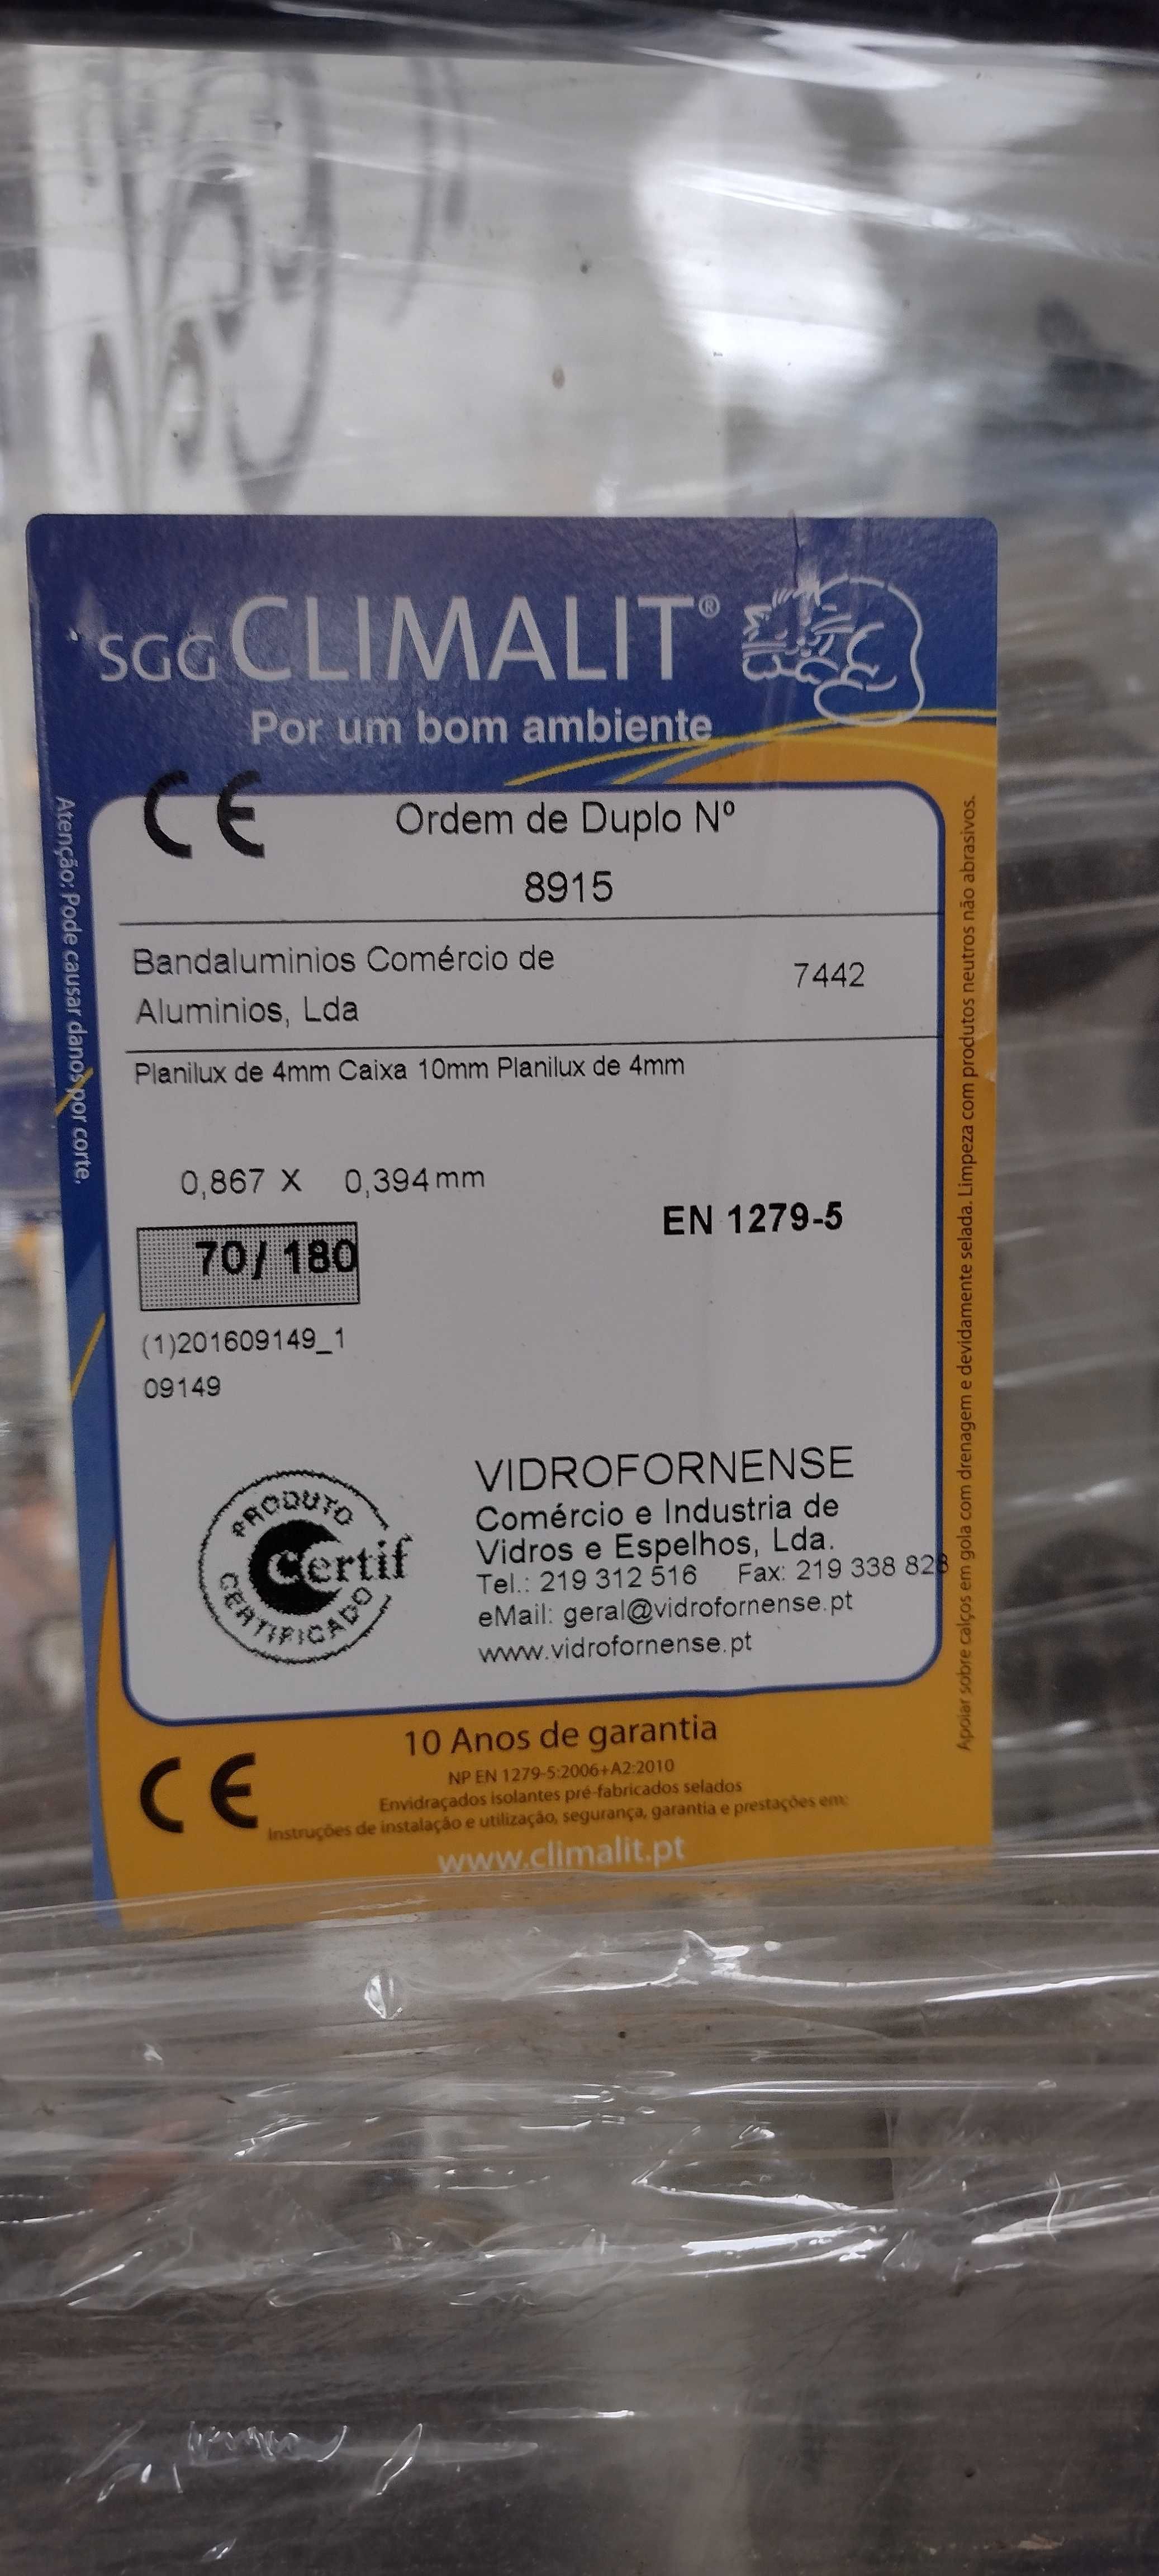 SGG CLIMALIT®
Por um bom ambiente
CE
Ordem de Duplo Nº
8915
Bandaluminios Comércio de
Aluminios, Lda
7442
Planilux de 4mm Caixa 10mm Planilux de 4mm
0,867 X 0,394 mm
EN 1279-5
70/ 180
(1)201609149_1
09149
PRODUTO
Certif
CERTIFICADO
VIDROFORNENSE
Comércio e Industria de
Vidros e Espelhos, Lda.
Tel.: 219 312 516 Fax: 219 338 828
eMail: geral@vidrofornense.pt
www.vidrofornense.pt
10 Anos de garantia
CE
NP EN 1279-5:2006+A2:2010
Envidraçados isolantes pré-fabricados selados
Instruções de instalação e utilização, segurança, garantia e prestações em:
www.climalit.pt
Atenção: Pode causar danos por corte.
Apoiar sobre calços em gola com drenagem e devidamente selada. Limpeza com produtos neutros não abrasivos.